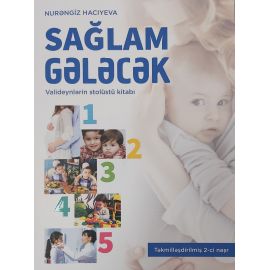 NURƏNGİZ HACIYEVA
SAĞLAM
GƏLƏCƏK
Valideynlərin stolüstü kitabı
1
2
3
4
5
Təkmilləşdirilmiş 2-ci nəşr